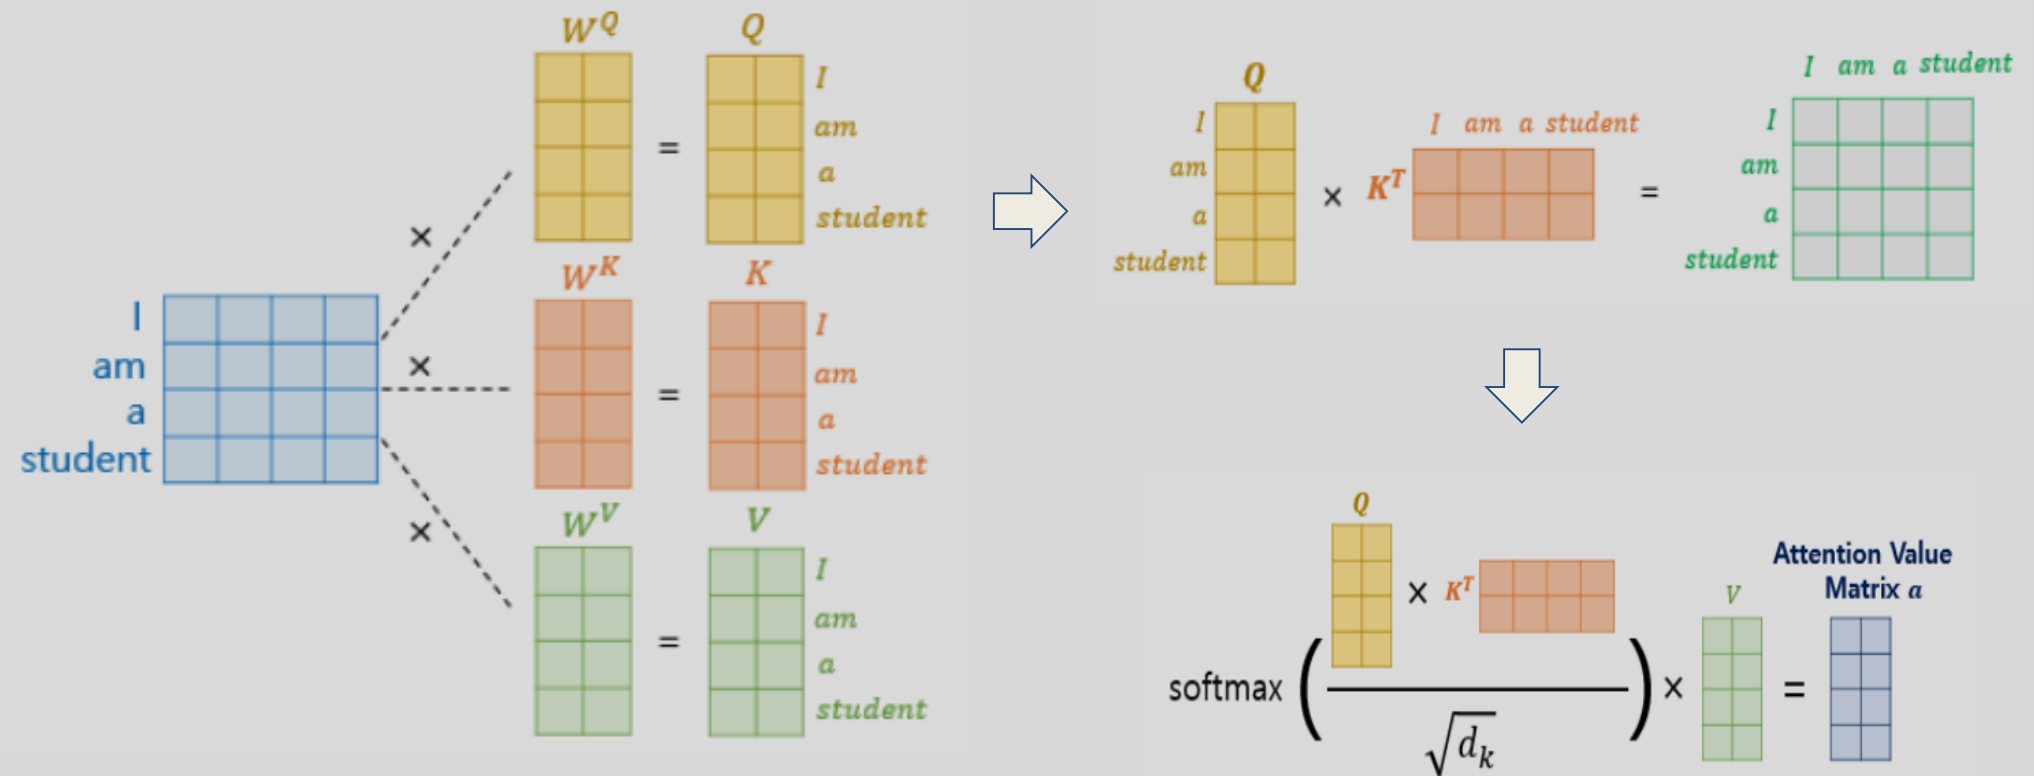 W^Q
Q
I
am
a
student
×
=
W^K
K
I
am
a
student
I
am
a
student
×
=
W^V
V
I
am
a
student
×
=
Q
I
am
a
student
×
I am a student
K^T
=
I am a student
I
am
a
student
Q
× K^T
softmax ( √d_k ) ×
V
=
Attention Value
Matrix a